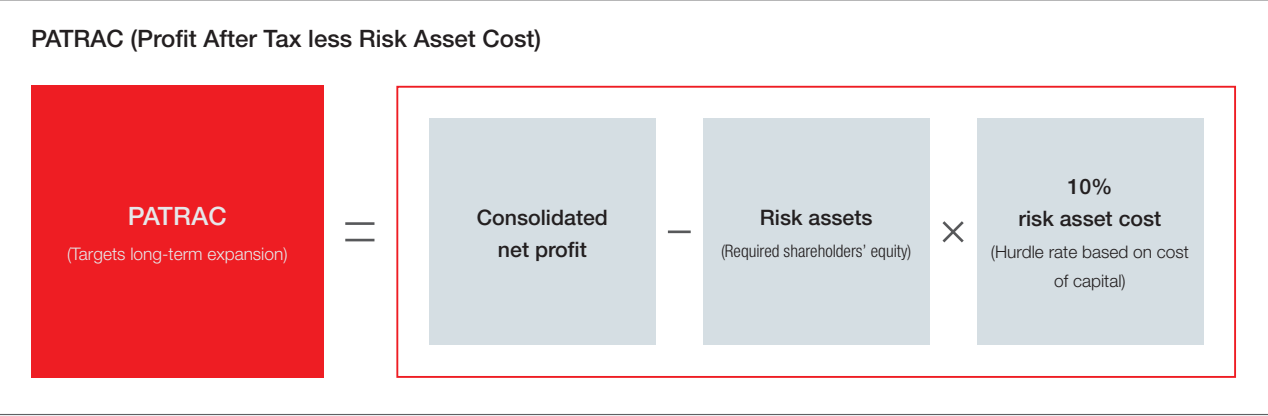 PATRAC (Profit After Tax less Risk Asset Cost)
PATRAC
(Targets long-term expansion)
=
Consolidated
net profit
−
Risk assets
(Required shareholders’ equity)
×
10%
risk asset cost
(Hurdle rate based on cost
of capital)